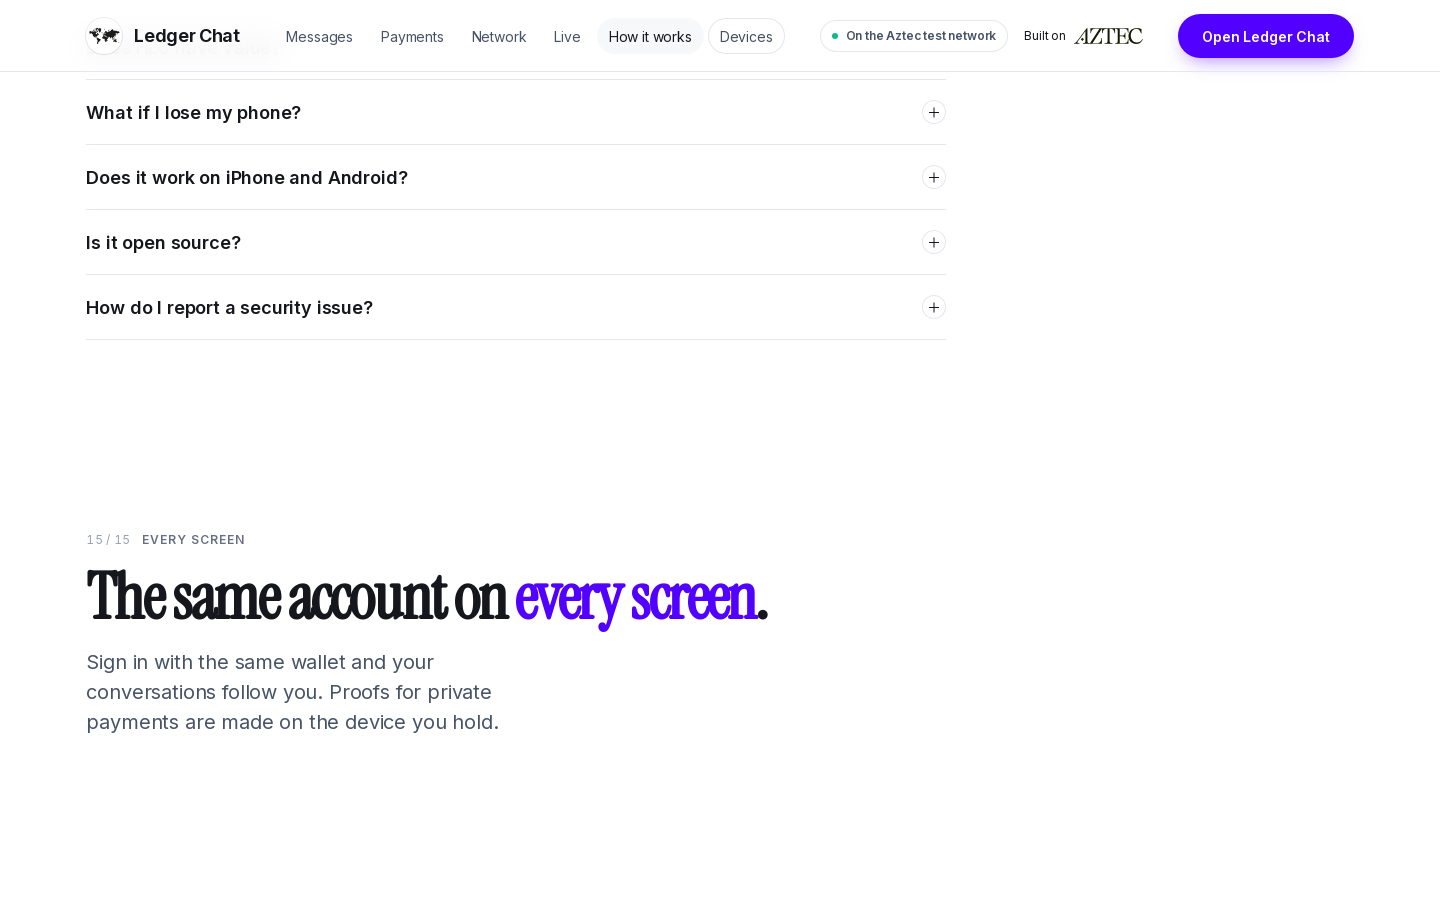 Ledger Chat
Messages
Payments
Network
Live
How it works
Devices
On the Aztec test network
Built on AZTEC
Open Ledger Chat
What if I lose my phone?
Does it work on iPhone and Android?
Is it open source?
How do I report a security issue?
15/15 EVERY SCREEN
The same account on every screen.
Sign in with the same wallet and your
conversations follow you. Proofs for private
payments are made on the device you hold.